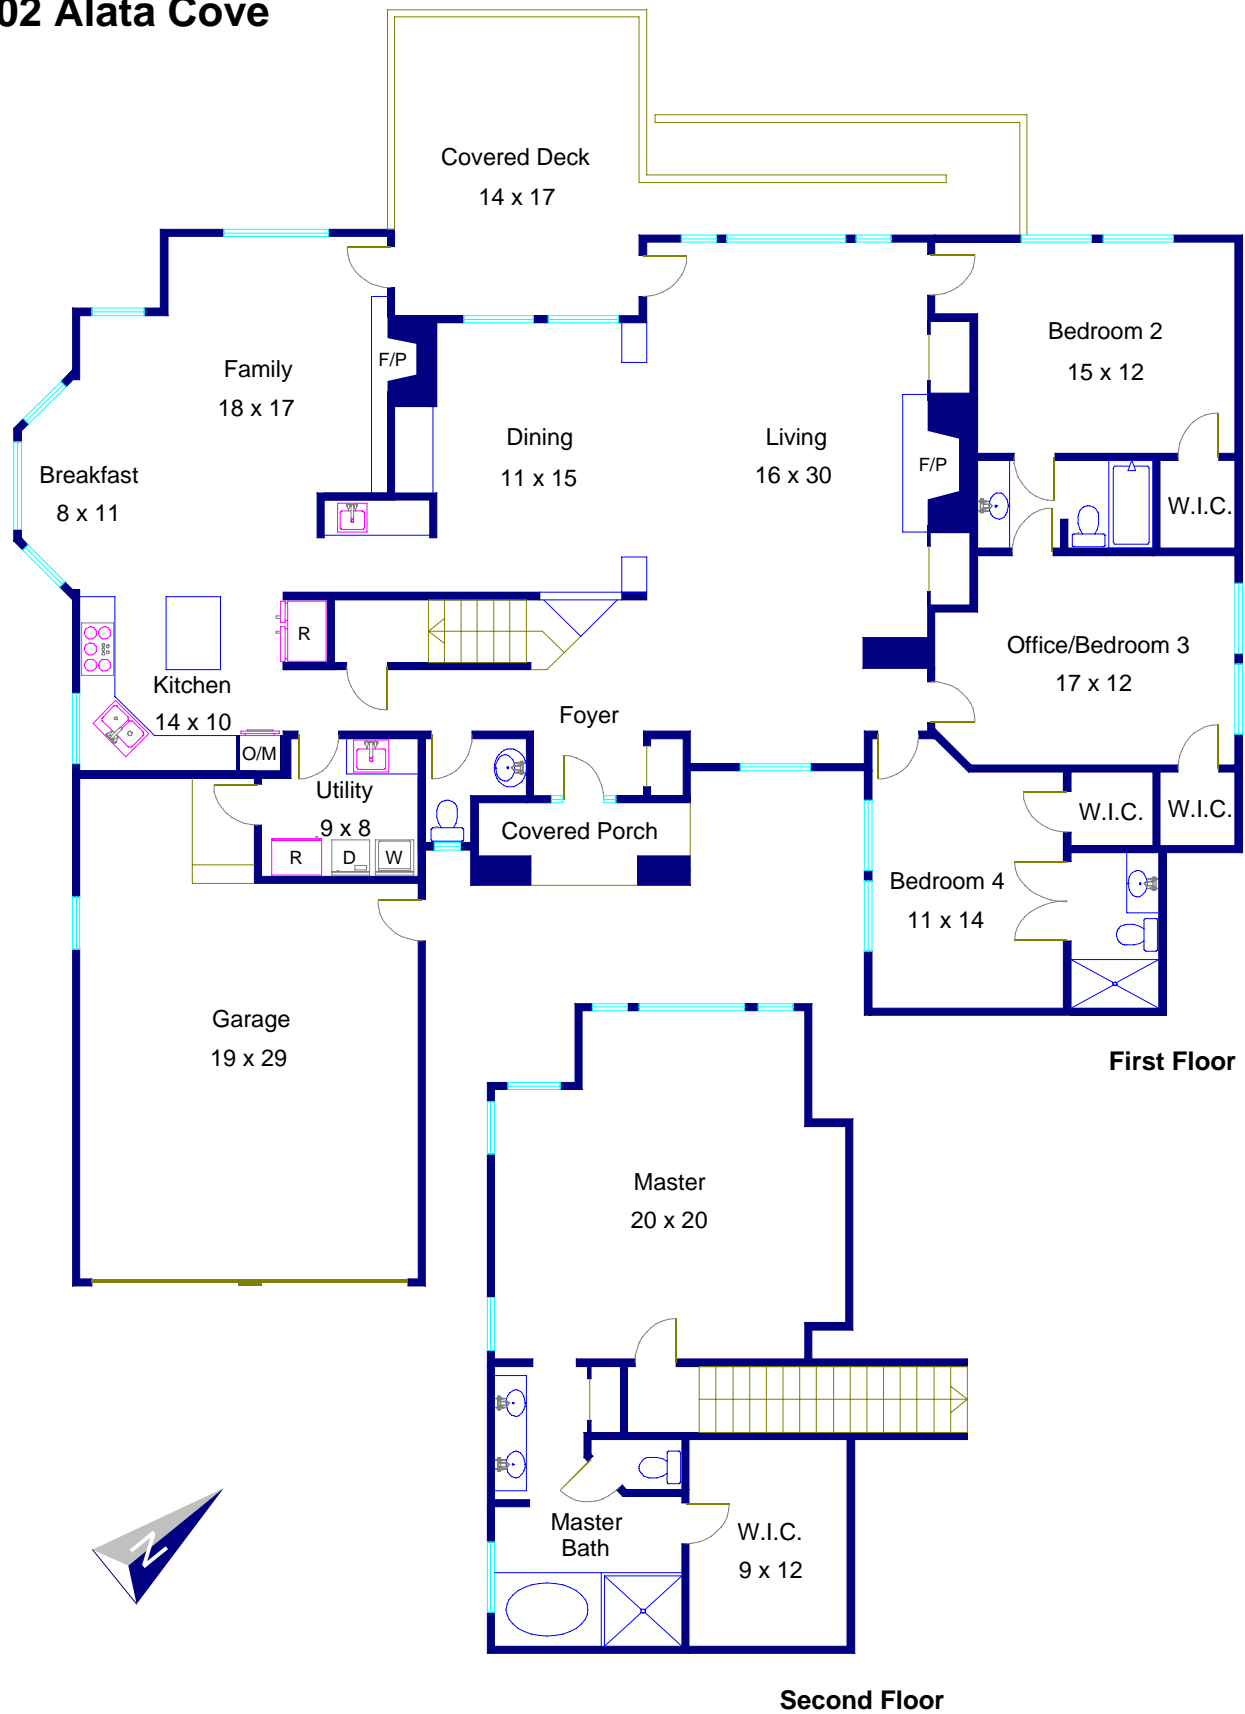 02 Alata Cove
Covered Deck
14 x 17
Family
18 x 17
F/P
Bedroom 2
15 x 12
Dining
11 x 15
Living
16 x 30
F/P
Breakfast
8 x 11
W.I.C.
R
Office/Bedroom 3
17 x 12
Kitchen
14 x 10
Foyer
O/M
Utility
9 x 8
R
D
W
Covered Porch
W.I.C.
W.I.C.
Bedroom 4
11 x 14
Garage
19 x 29
First Floor
Master
20 x 20
Master
Bath
W.I.C.
9 x 12
N
Second Floor